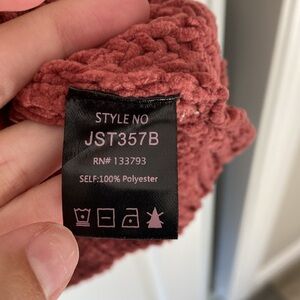 STYLE NO
JST357B
RN# 133793
SELF:100% Polyester